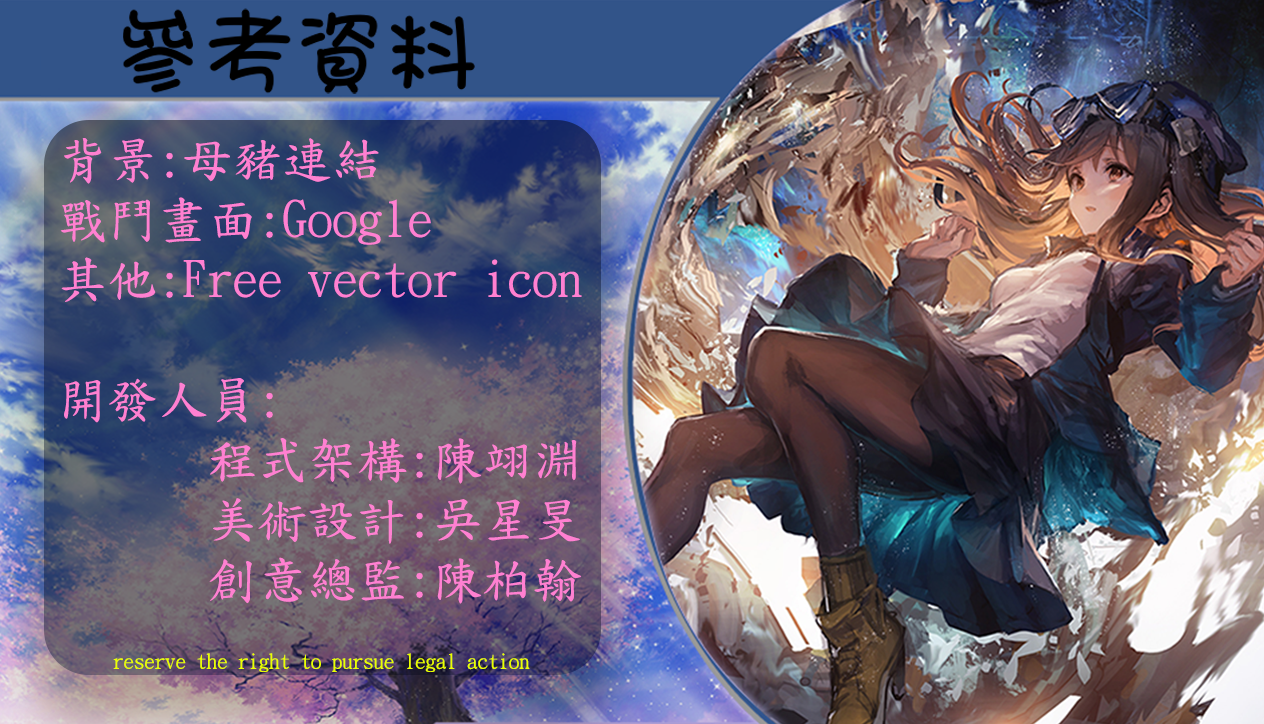 參考資料
背景:母豬連結
戰鬥畫面:Google
其他:Free vector icon
開發人員:
程式架構:陳翊淵
美術設計:吳星旻
創意總監:陳柏翰
reserve the right to pursue legal action